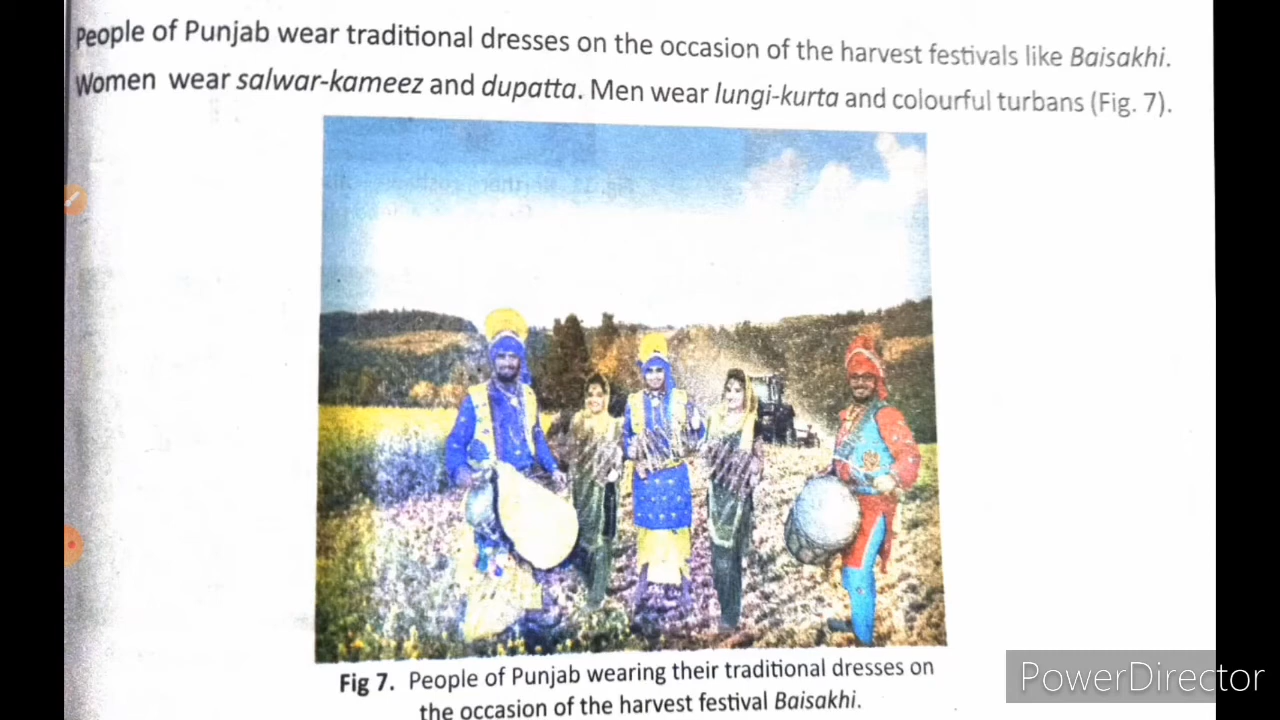 People of Punjab wear traditional dresses on the occasion of the harvest festivals like Baisakhi.
Women wear salwar-kameez and dupatta. Men wear lungi-kurta and colourful turbans (Fig. 7).
Fig 7. People of Punjab wearing their traditional dresses on
the occasion of the harvest festival Baisakhi.
PowerDirector